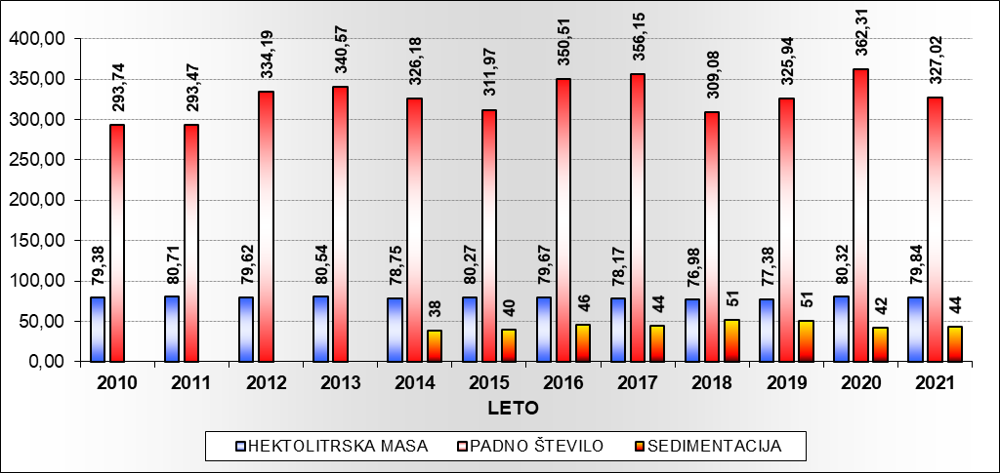 400,00
350,00
300,00
250,00
200,00
150,00
100,00
50,00
0,00
79,38 293,74
80,71 293,47
79,62 334,19
80,54 340,57
78,75 326,18 38
80,27 311,97 40
79,67 350,51 46
78,17 356,15 44
76,98 309,08 51
77,38 325,94 51
80,32 362,31 42
79,84 327,02 44
2010 2011 2012 2013 2014 2015 2016 2017 2018 2019 2020 2021
LETO
HEKTOLITRSKA MASA PADNO ŠTEVILO SEDIMENTACIJA